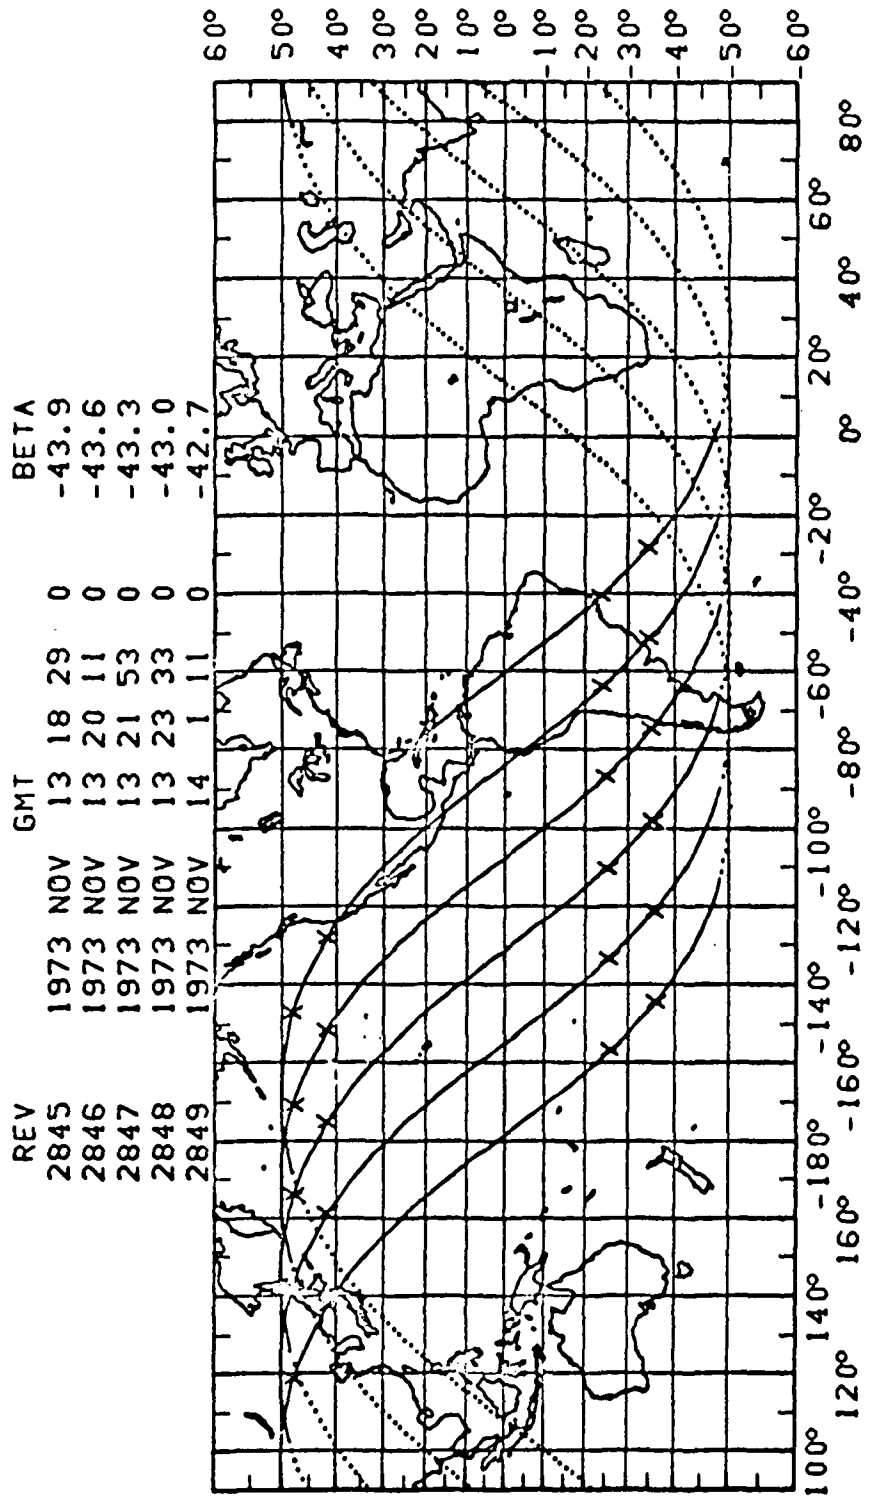 REV GMT BETA
2845 1973 NOV 13 18 29 0 -43.9
2846 1973 NOV 13 20 11 0 -43.6
2847 1973 NOV 13 21 53 0 -43.3
2848 1973 NOV 13 23 33 0 -43.0
2849 1973 NOV 14 1 11 0 -42.7
60°
50°
40°
30°
20°
10°
0°
-10°
-20°
-30°
-40°
-50°
-60°
100° 120° 140° 160° -180° -160° -140° -120° -100° -80° -60° -40° -20° 0° 20° 40° 60° 80°